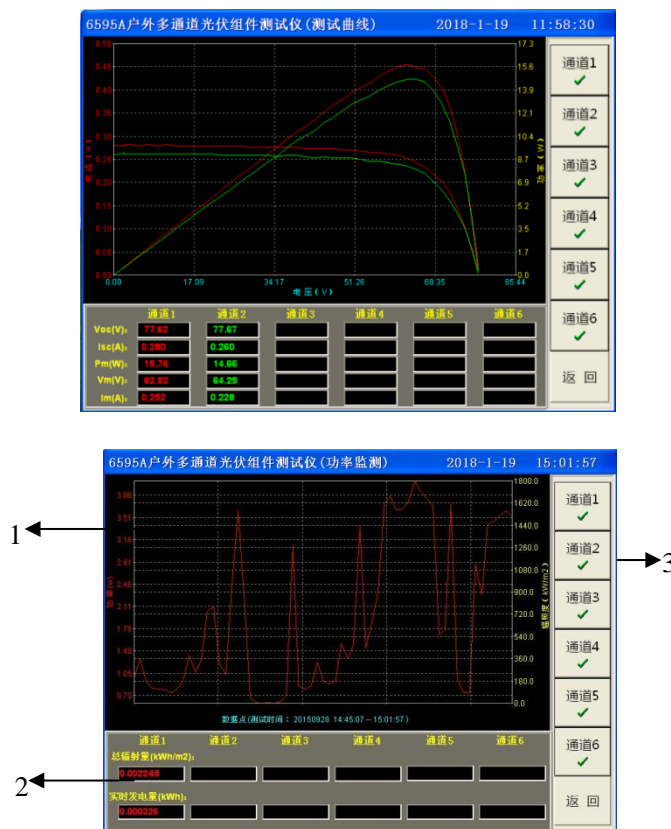 6595A户外多通道光伏组件测试仪(测试曲线) 2018-1-19 11:58:30
0.50 0.45 0.40 0.35 0.30 0.25 0.20 0.15 0.10 0.05 0.00
电流(A)
17.3 15.6 13.9 12.1 10.4 8.7 6.9 5.2 3.5 1.7 0.0
功率(W)
0.00 17.09 34.17 51.26 68.35 85.44
电压(V)
通道1 通道2 通道3 通道4 通道5 通道6
Voc(V): 77.62 77.67
Isc(A): 0.280 0.260
Pm(W): 15.76 14.66
Vm(V): 62.52 64.29
Im(A): 0.252 0.228
通道1
通道2
通道3
通道4
通道5
通道6
返 回
6595A户外多通道光伏组件测试仪(功率监测) 2018-1-19 15:01:57
3.86 3.51 3.16 2.81 2.46 2.11 1.76 1.40 1.05 0.70
功率(W)
1800.0 1620.0 1440.0 1260.0 1080.0 900.0 720.0 540.0 360.0 180.0 0.0
辐照度(kW/m2)
数据点(测试时间：20150928 14:45:07--15:01:57)
通道1 通道2 通道3 通道4 通道5 通道6
总辐射量(kWh/m2):
0.002245
实时发电量(kWh):
0.000326
通道1
通道2
通道3
通道4
通道5
通道6
返 回
1
2
3